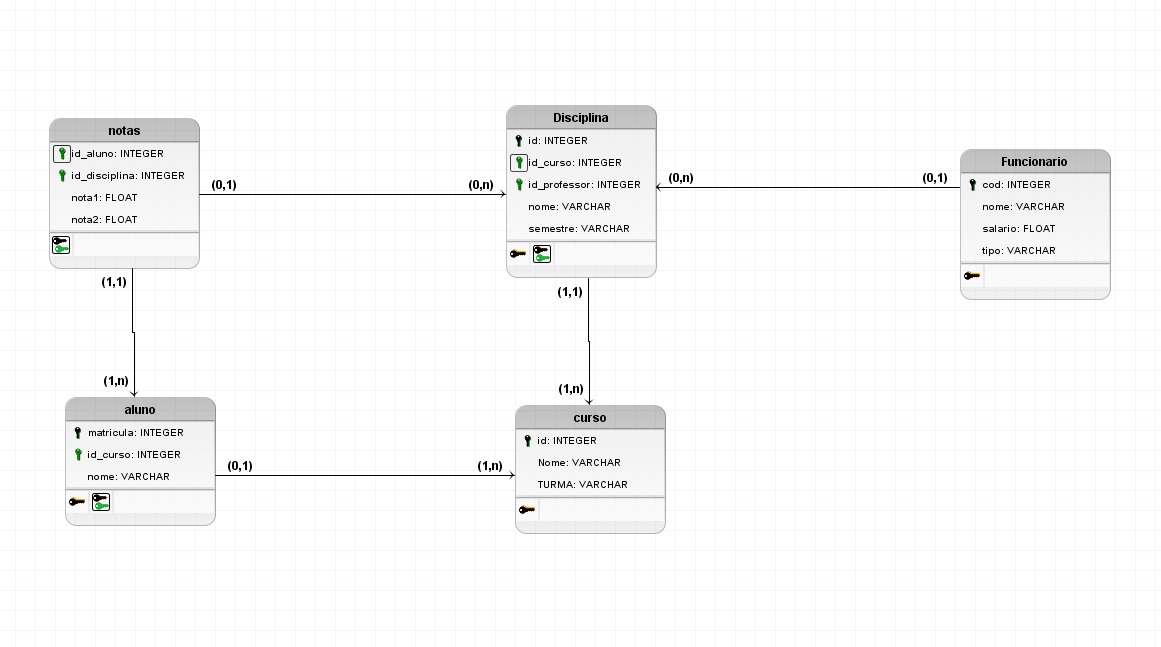 notas
id_aluno: INTEGER
id_disciplina: INTEGER
nota1: FLOAT
nota2: FLOAT
(0,1)
(0,n)
Disciplina
id: INTEGER
id_curso: INTEGER
id_professor: INTEGER
nome: VARCHAR
semestre: VARCHAR
(0,n)
(0,1)
Funcionario
cod: INTEGER
nome: VARCHAR
salario: FLOAT
tipo: VARCHAR
(1,1)
(1,n)
(1,1)
(1,n)
aluno
matricula: INTEGER
id_curso: INTEGER
nome: VARCHAR
(0,1)
(1,n)
curso
id: INTEGER
Nome: VARCHAR
TURMA: VARCHAR